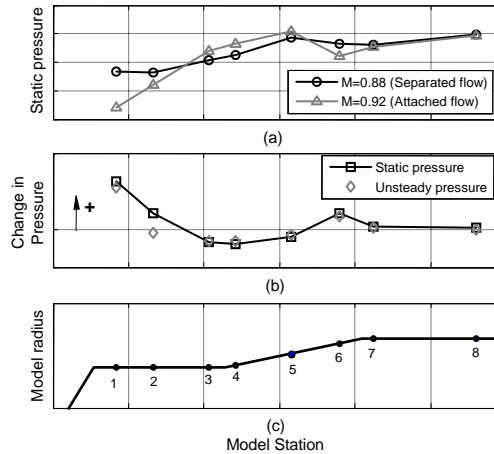 Static pressure
M=0.88 (Separated flow)
M=0.92 (Attached flow)
(a)
Change in
Pressure
+
Static pressure
Unsteady pressure
(b)
Model radius
1 2 3 4 5 6 7 8
(c)
Model Station